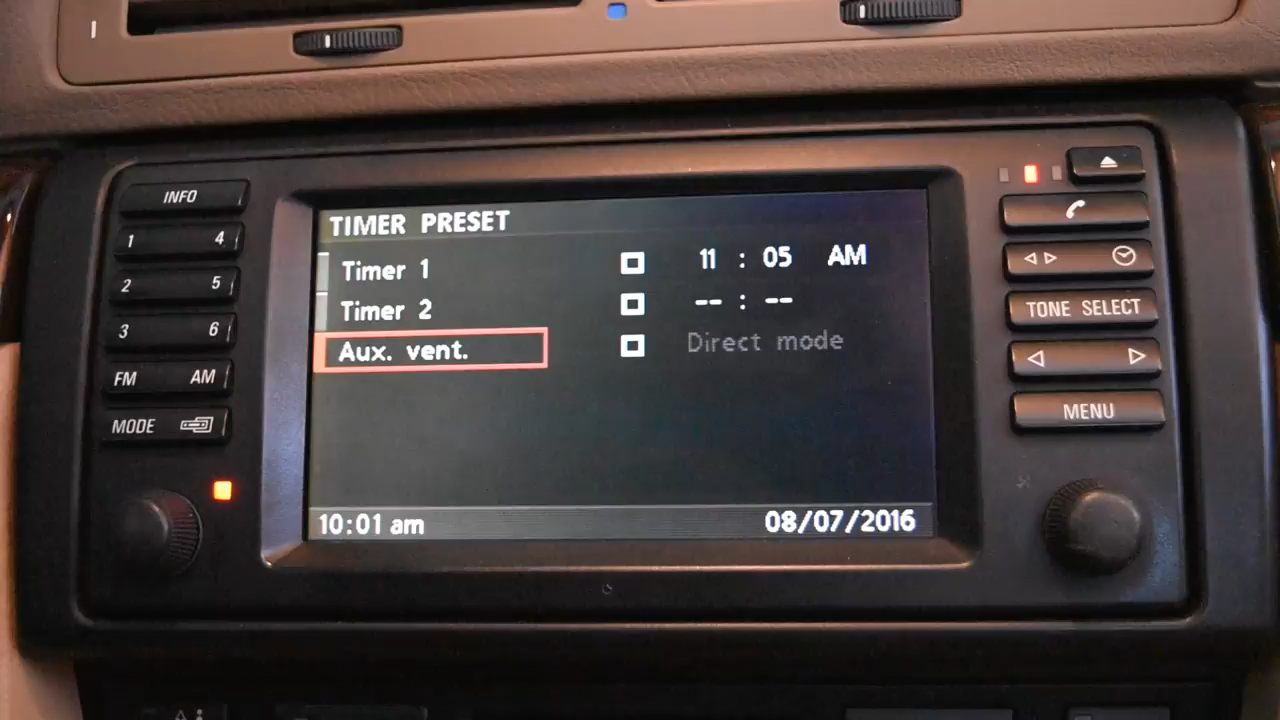 INFO
1 4
2 5
3 6
FM AM
MODE
TIMER PRESET
Timer 1 11 : 05 AM
Timer 2 -- : --
Aux. vent. Direct mode
10:01 am 08/07/2016
TONE SELECT
MENU